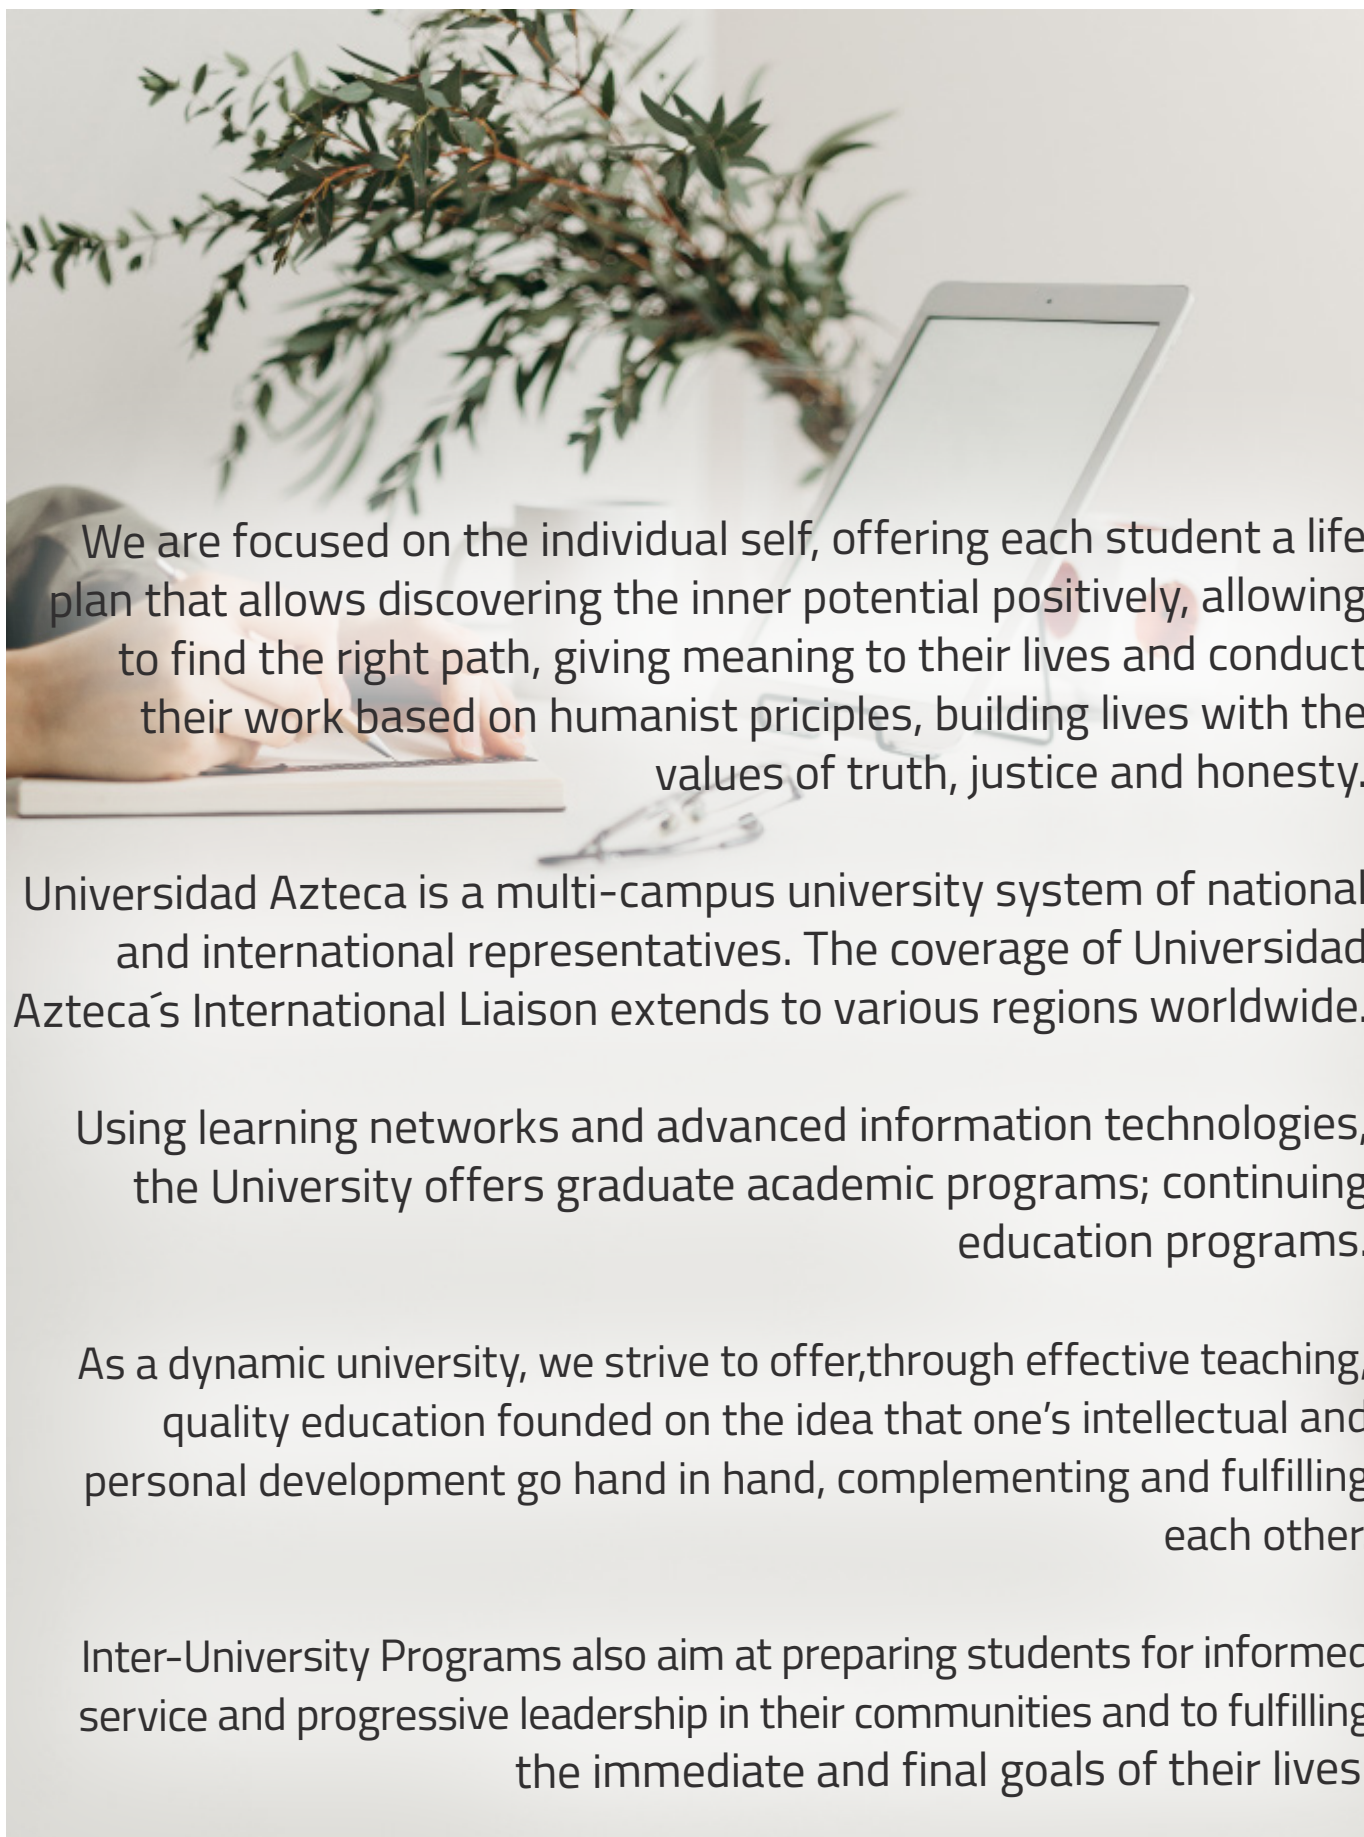 We are focused on the individual self, offering each student a life
plan that allows discovering the inner potential positively, allowing
to find the right path, giving meaning to their lives and conduct
their work based on humanist priciples, building lives with the
values of truth, justice and honesty.
Universidad Azteca is a multi-campus university system of national
and international representatives. The coverage of Universidad
Azteca´s International Liaison extends to various regions worldwide.
Using learning networks and advanced information technologies,
the University offers graduate academic programs; continuing
education programs.
As a dynamic university, we strive to offer,through effective teaching,
quality education founded on the idea that one’s intellectual and
personal development go hand in hand, complementing and fulfilling
each other
Inter-University Programs also aim at preparing students for informed
service and progressive leadership in their communities and to fulfilling
the immediate and final goals of their lives